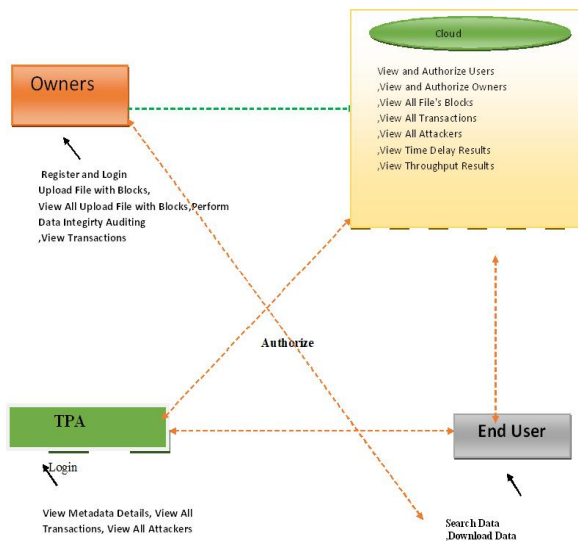 Cloud
View and Authorize Users
,View and Authorize Owners
,View All File's Blocks
,View All Transactions
,View All Attackers
,View Time Delay Results
,View Throughput Results
Owners
Register and Login
Upload File with Blocks,
View All Upload File with Blocks,Perform
Data Integirty Auditing
,View Transactions
Authorize
TPA
Login
View Metadata Details, View All
Transactions, View All Attackers
End User
Search Data
,Download Data